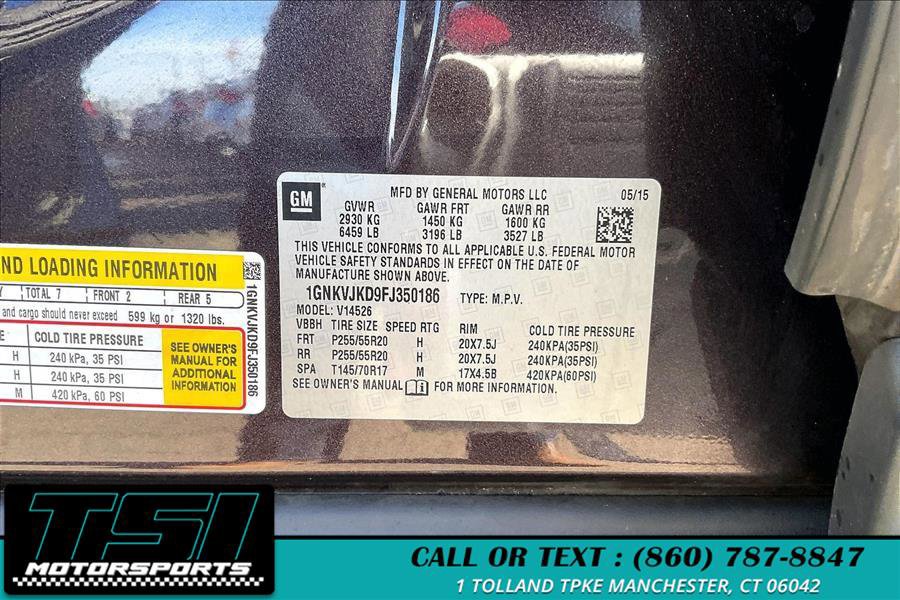 GM
MFD BY GENERAL MOTORS LLC 05/15
GVWR GAWR FRT GAWR RR
2930 KG 1450 KG 1600 KG
6459 LB 3196 LB 3527 LB
THIS VEHICLE CONFORMS TO ALL APPLICABLE U.S. FEDERAL MOTOR
VEHICLE SAFETY STANDARDS IN EFFECT ON THE DATE OF
MANUFACTURE SHOWN ABOVE.
1GNKVJKD9FJ350186 TYPE: M.P.V.
MODEL: V14526
VBBH TIRE SIZE SPEED RTG RIM COLD TIRE PRESSURE
FRT P255/55R20 H 20X7.5J 240KPA(35PSI)
RR P255/55R20 H 20X7.5J 240KPA(35PSI)
SPA T145/70R17 M 17X4.5B 420KPA(60PSI)
SEE OWNER'S MANUAL FOR MORE INFORMATION.
ND LOADING INFORMATION
TOTAL 7 FRONT 2 REAR 5
and cargo should never exceed 599 kg or 1320 lbs.
COLD TIRE PRESSURE
H 240 kPa, 35 PSI
H 240 kPa, 35 PSI
M 420 kPa, 60 PSI
SEE OWNER'S
MANUAL FOR
ADDITIONAL
INFORMATION
1GNKVJKD9FJ350186
TSI
MOTORSPORTS
CALL OR TEXT : (860) 787-8847
1 TOLLAND TPKE MANCHESTER, CT 06042